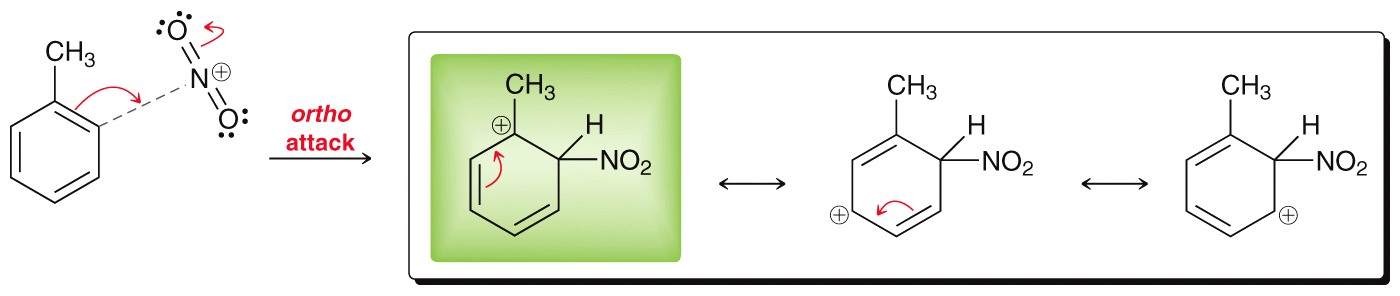 CH₃
:Ö
N⊕
Ö:
ortho
attack
CH₃
⊕
H
NO₂
CH₃
H
NO₂
⊕
CH₃
H
NO₂
⊕